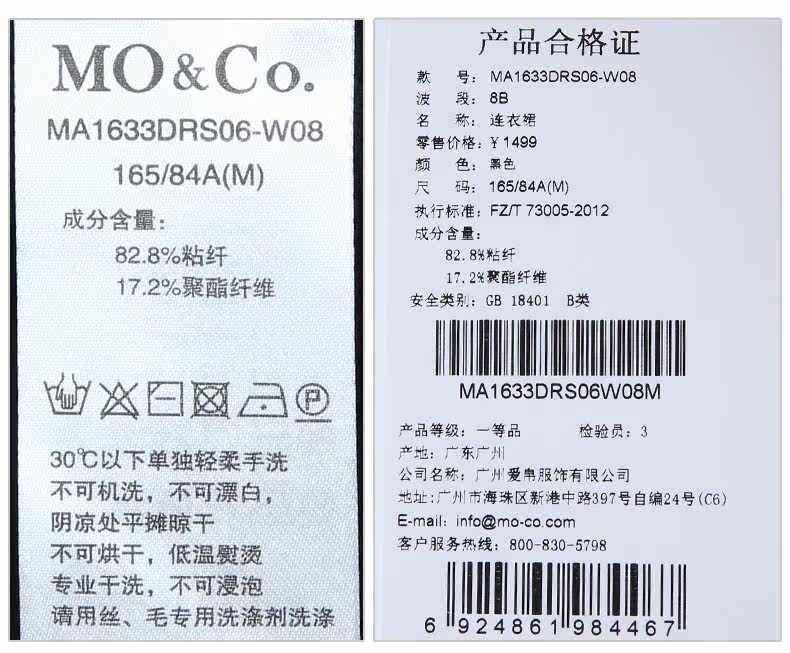 MO&Co.
MA1633DRS06-W08
165/84A(M)
成分含量：
82.8%粘纤
17.2%聚酯纤维
P
30℃以下单独轻柔手洗
不可机洗，不可漂白，
阴凉处平摊晾干
不可烘干，低温熨烫
专业干洗，不可浸泡
请用丝、毛专用洗涤剂洗涤
产品合格证
款 号：MA1633DRS06-W08
波 段：8B
名 称：连衣裙
零售价格：¥1499
颜 色：黑色
尺 码：165/84A(M)
执行标准：FZ/T 73005-2012
成分含量：
82.8%粘纤
17.2%聚酯纤维
安全类别：GB 18401 B类
MA1633DRS06W08M
产品等级：一等品 检验员：3
产地：广东广州
公司名称：广州爱帛服饰有限公司
地址:广州市海珠区新港中路397号自编24号(C6)
E-mail：info@mo-co.com
客户服务热线：800-830-5798
6 924861 984467